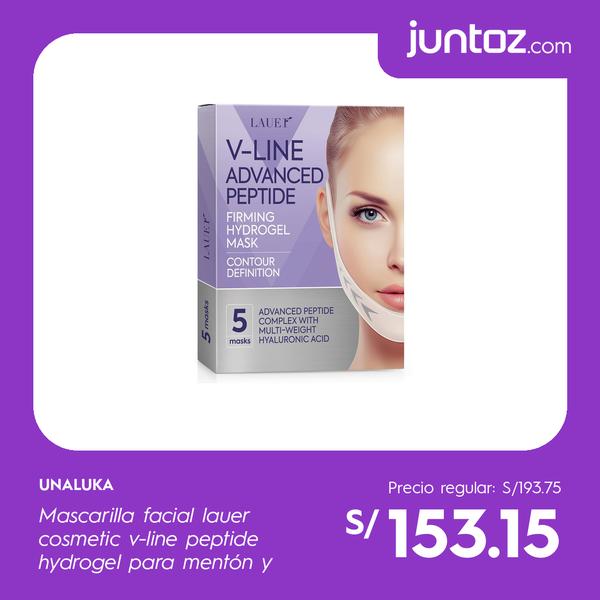 juntoz.com
LAUER
V-LINE
ADVANCED
PEPTIDE
FIRMING
HYDROGEL
MASK
CONTOUR
DEFINITION
LAUER
5 masks
5
masks
ADVANCED PEPTIDE
COMPLEX WITH
MULTI-WEIGHT
HYALURONIC ACID
UNALUKA
Mascarilla facial lauer
cosmetic v-line peptide
hydrogel para mentón y
Precio regular: S/193.75
S/ 153.15